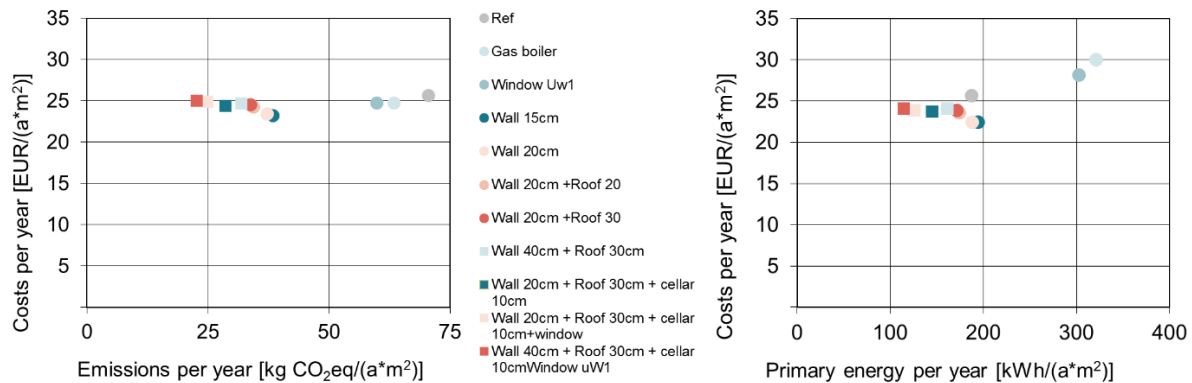 Costs per year [EUR/(a*m²)]
35
30
25
20
15
10
5
0
25
50
75
Emissions per year [kg CO₂eq/(a*m²)]
Ref
Gas boiler
Window Uw1
Wall 15cm
Wall 20cm
Wall 20cm +Roof 20
Wall 20cm +Roof 30
Wall 40cm + Roof 30cm
Wall 20cm + Roof 30cm + cellar
10cm
Wall 20cm + Roof 30cm + cellar
10cm+window
Wall 40cm + Roof 30cm + cellar
10cmWindow uW1
Costs per year [EUR/(a*m²)]
35
30
25
20
15
10
5
0
100
200
300
400
Primary energy per year [kWh/(a*m²)]